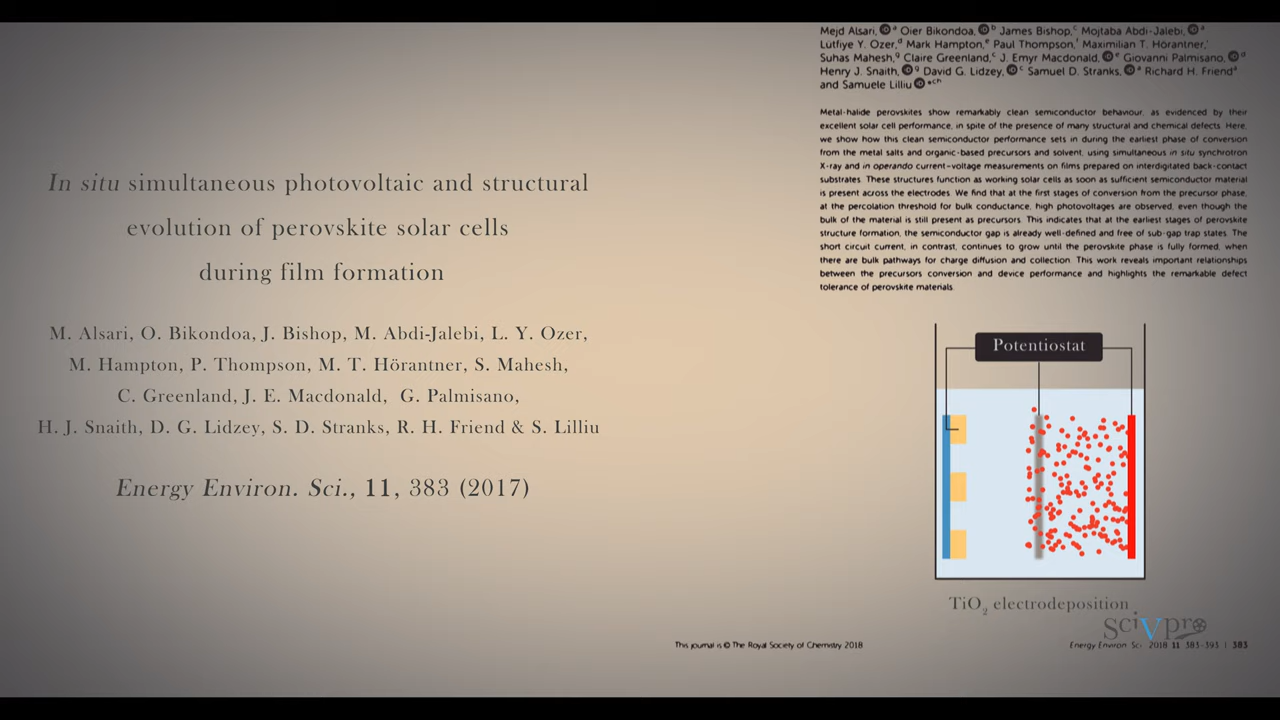 In situ simultaneous photovoltaic and structural
evolution of perovskite solar cells
during film formation
M. Alsari, O. Bikondoa, J. Bishop, M. Abdi-Jalebi, L. Y. Ozer,
M. Hampton, P. Thompson, M. T. Hörantner, S. Mahesh,
C. Greenland, J. E. Macdonald, G. Palmisano,
H. J. Snaith, D. G. Lidzey, S. D. Stranks, R. H. Friend & S. Lilliu
Energy Environ. Sci., 11, 383 (2017)
Mejd Alsari, a Oier Bikondoa, b James Bishop, c Mojtaba Abdi-Jalebi, a
Lutfiye Y. Ozer, d Mark Hampton, e Paul Thompson, f Maximilian T. Hörantner,
Suhas Mahesh, g Claire Greenland, c J. Emyr Macdonald, e Giovanni Palmisano, d
Henry J. Snaith, g David G. Lidzey, c Samuel D. Stranks, a Richard H. Friend a
and Samuele Lilliu *ch
Metal-halide perovskites show remarkably clean semiconductor behaviour, as evidenced by their
excellent solar cell performance, in spite of the presence of many structural and chemical defects. Here,
we show how this clean semiconductor performance sets in during the earliest phase of conversion
from the metal salts and organic-based precursors and solvent, using simultaneous in situ synchrotron
X-ray and in operando current-voltage measurements on films prepared on interdigitated back-contact
substrates. These structures function as working solar cells as soon as sufficient semiconductor material
is present across the electrodes. We find that at the first stages of conversion from the precursor phase,
at the percolation threshold for bulk conductance, high photovoltages are observed, even though the
bulk of the material is still present as precursors. This indicates that at the earliest stages of perovskite
structure formation, the semiconductor gap is already well-defined and free of sub-gap trap states. The
short circuit current, in contrast, continues to grow until the perovskite phase is fully formed, when
there are bulk pathways for charge diffusion and collection. This work reveals important relationships
between the precursors conversion and device performance and highlights the remarkable defect
tolerance of perovskite materials.
Potentiostat
TiO2 electrodeposition
scivpro
This journal is © The Royal Society of Chemistry 2018
Energy Environ. Sci., 2018, 11, 383-393 | 383